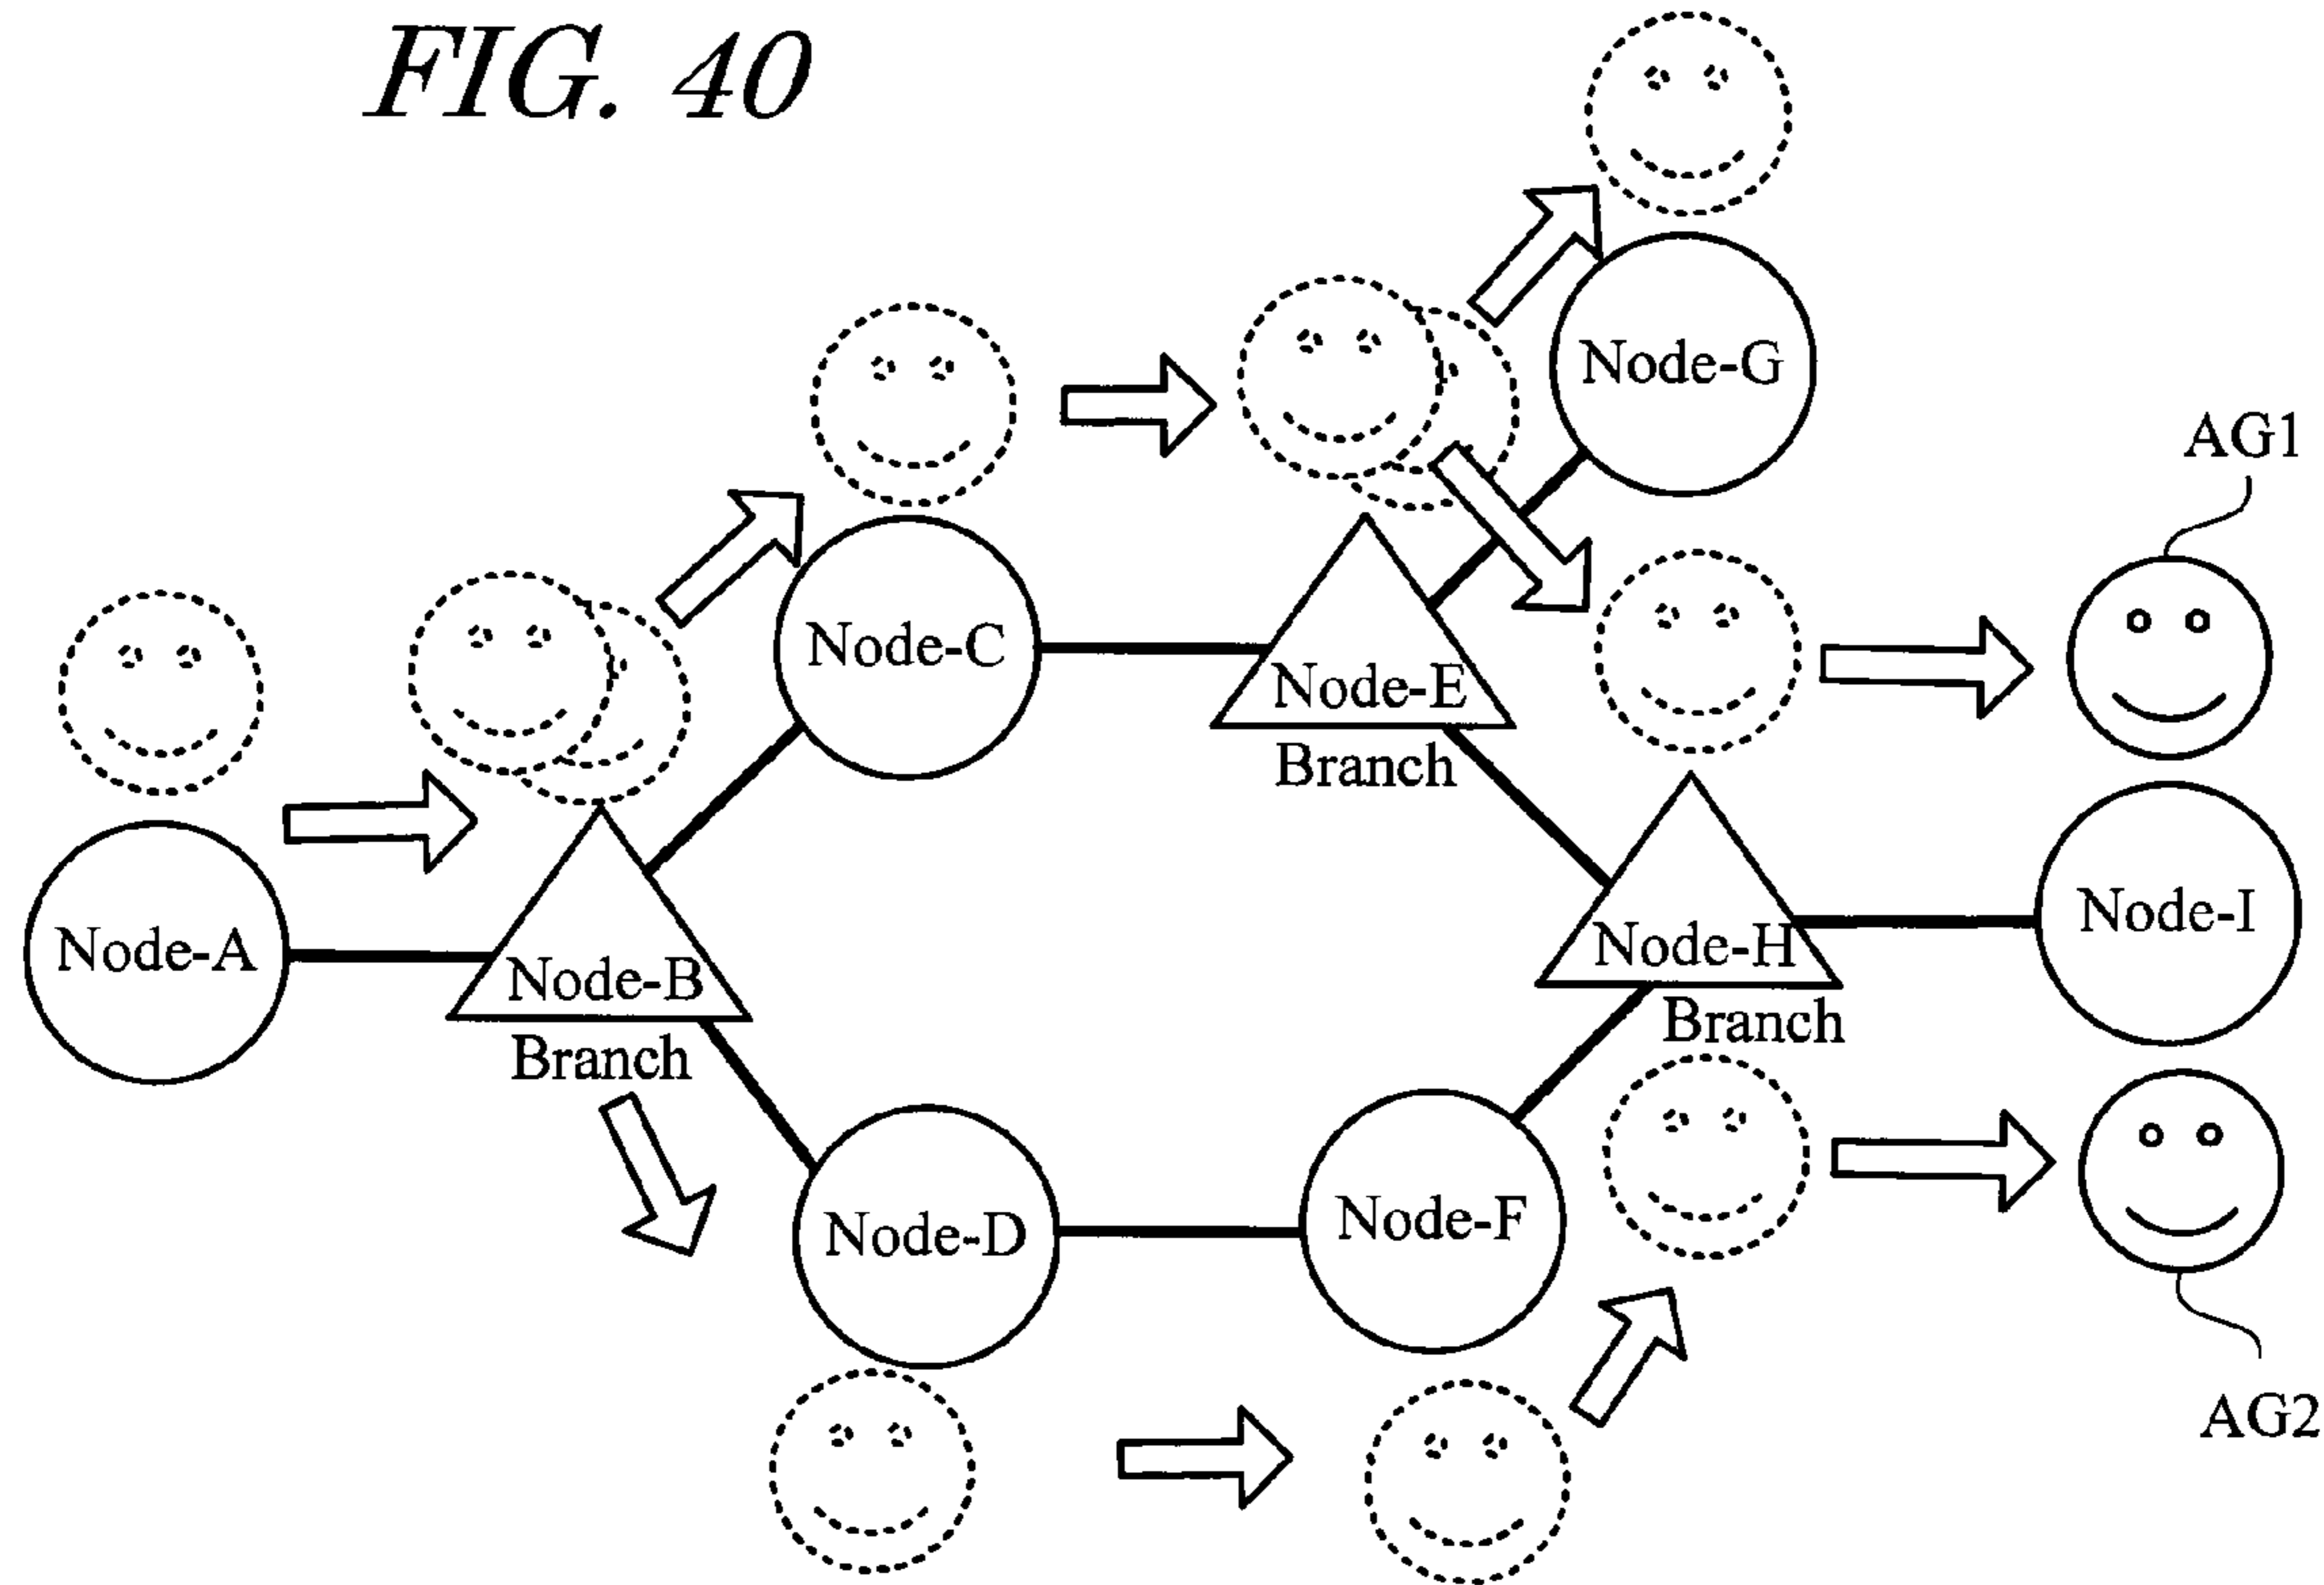 FIG. 40
Node-G
AG1
Node-C
Node-E
Branch
Node-A
Node-B
Branch
Node-H
Branch
Node-I
Node-D
Node-F
AG2